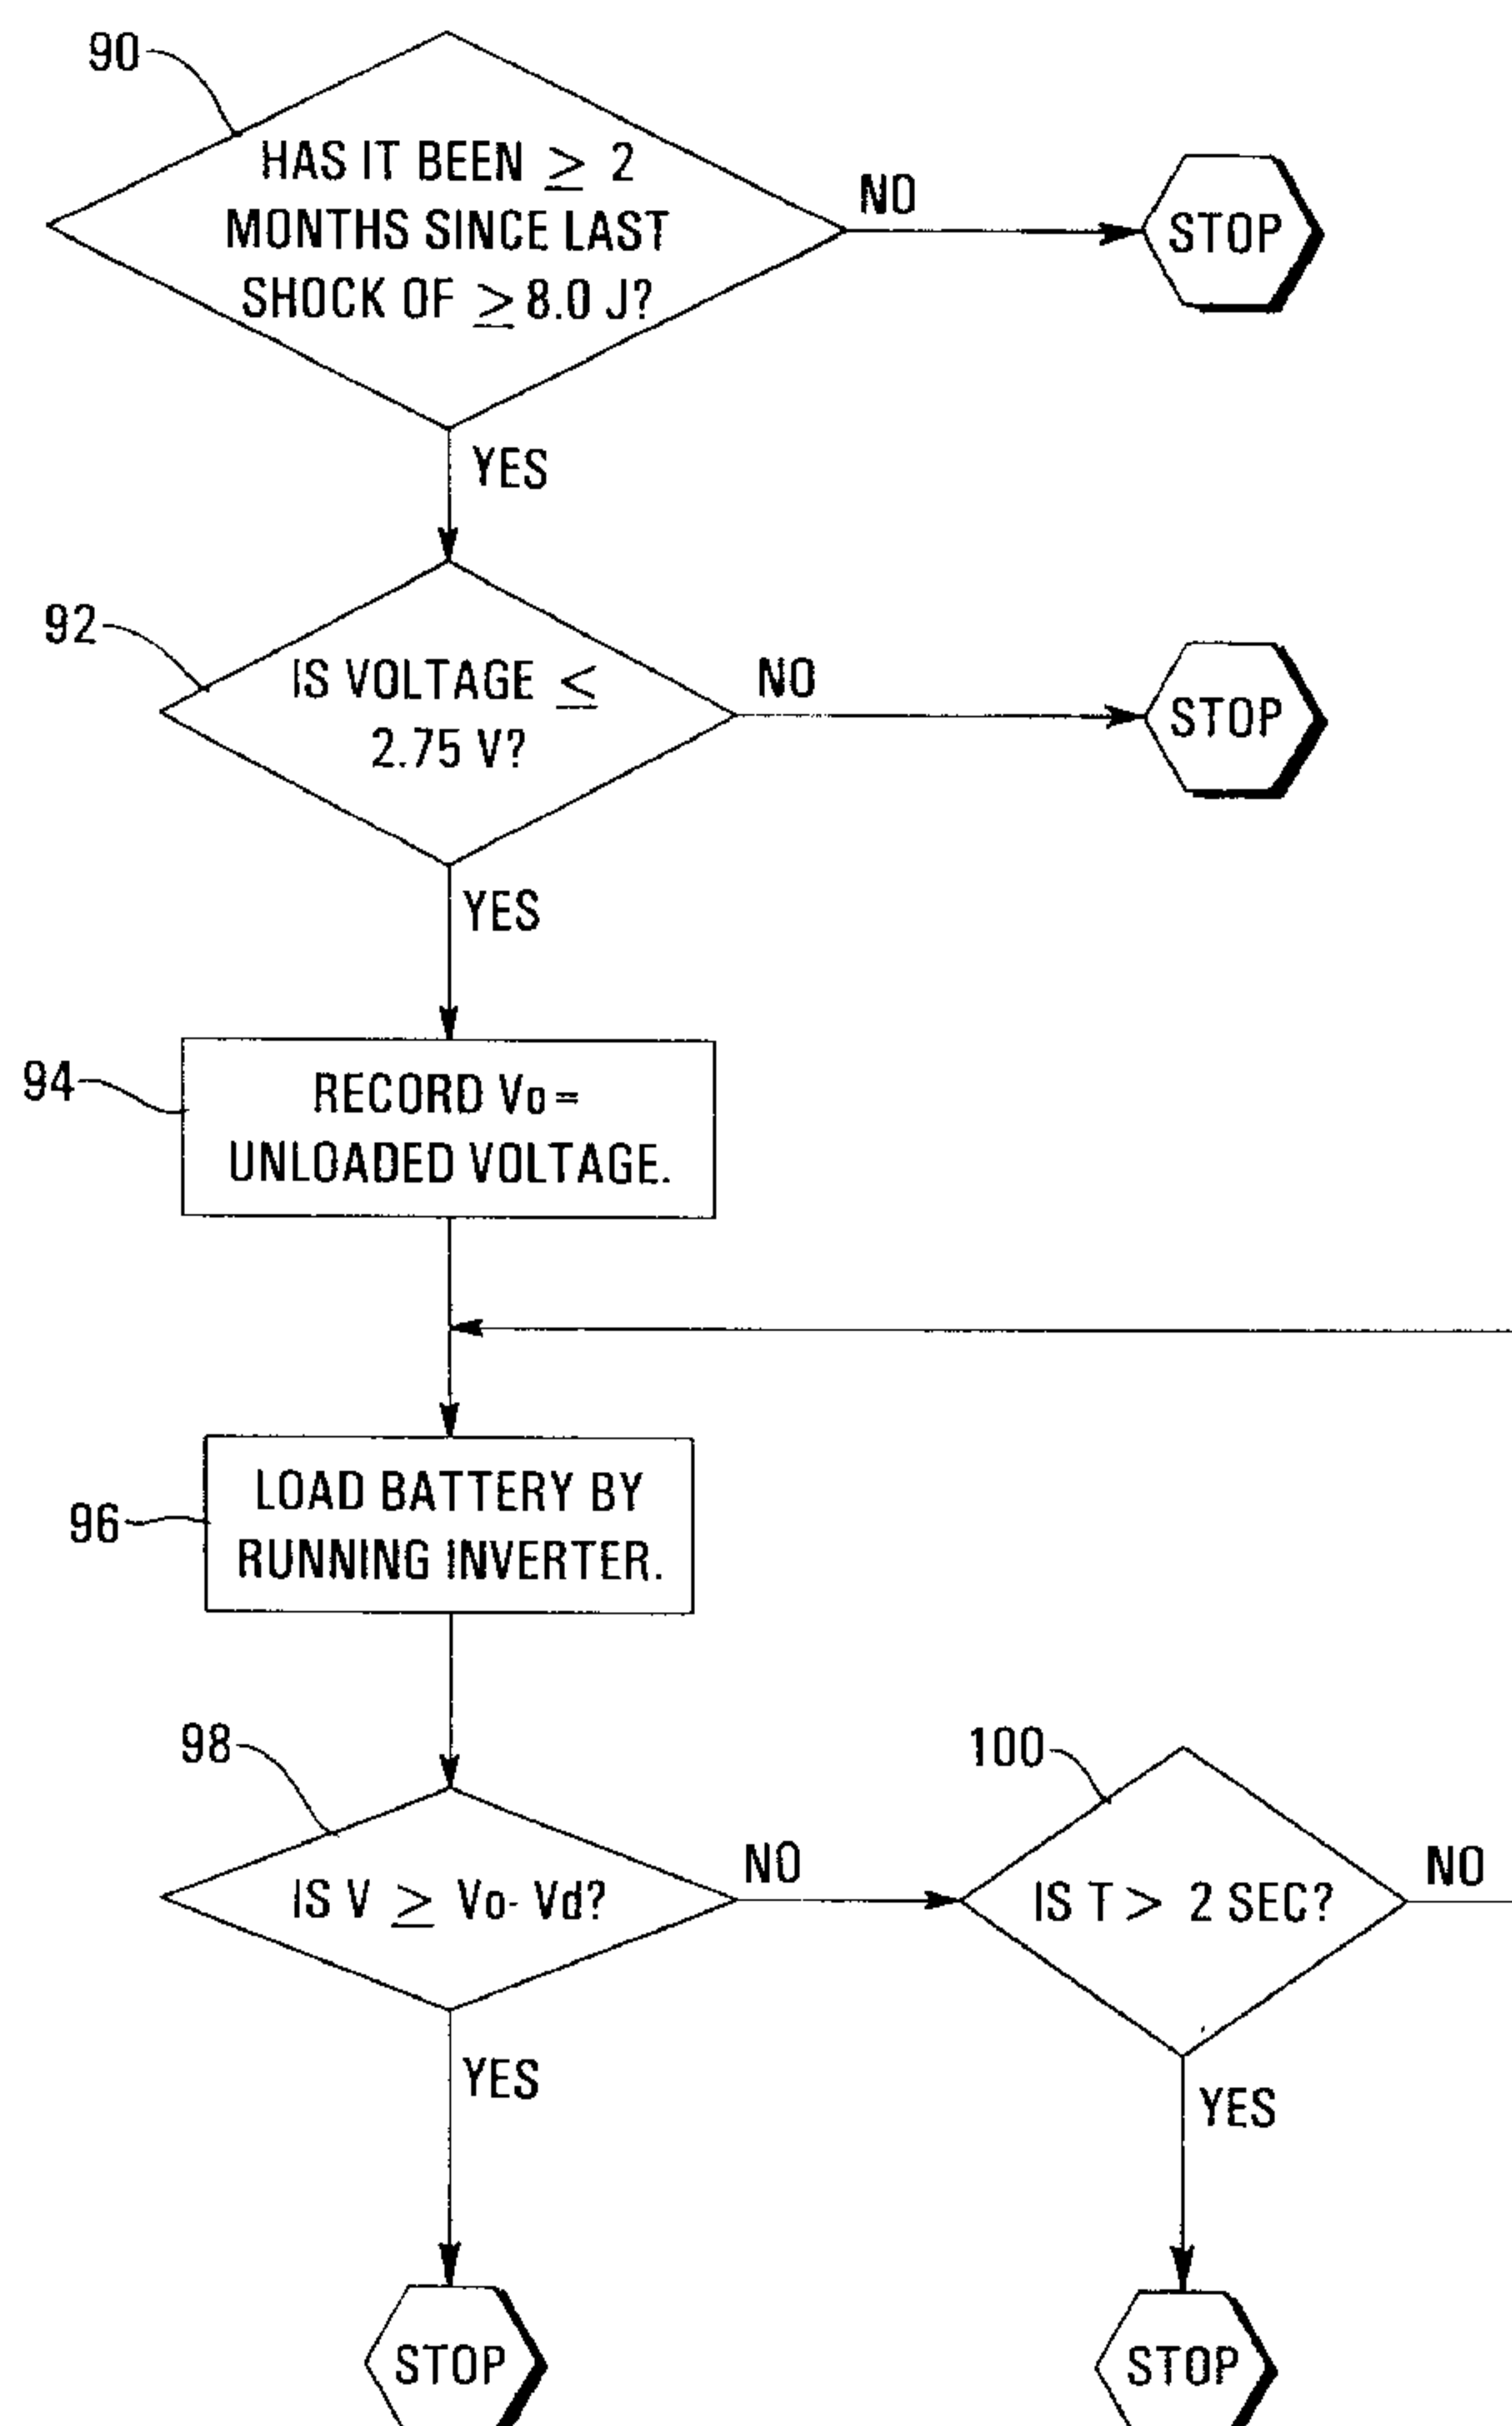 90
HAS IT BEEN ≥ 2
MONTHS SINCE LAST
SHOCK OF ≥ 8.0 J?
NO
STOP
YES
92
IS VOLTAGE ≤
2.75 V?
NO
STOP
YES
94
RECORD Vo =
UNLOADED VOLTAGE.
96
LOAD BATTERY BY
RUNNING INVERTER.
98
IS V ≥ Vo- Vd?
NO
100
IS T > 2 SEC?
NO
YES
YES
STOP
STOP